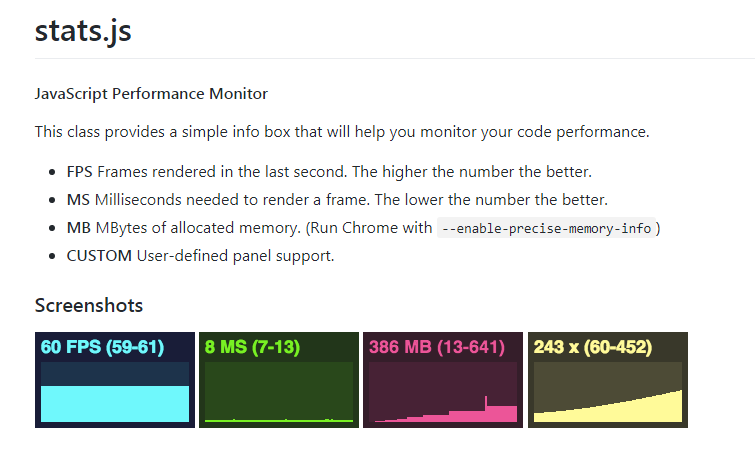 stats.js
JavaScript Performance Monitor
This class provides a simple info box that will help you monitor your code performance.
• FPS Frames rendered in the last second. The higher the number the better.
• MS Milliseconds needed to render a frame. The lower the number the better.
• MB MBytes of allocated memory. (Run Chrome with --enable-precise-memory-info)
• CUSTOM User-defined panel support.
Screenshots
60 FPS (59-61) 8 MS (7-13) 386 MB (13-641) 243 x (60-452)